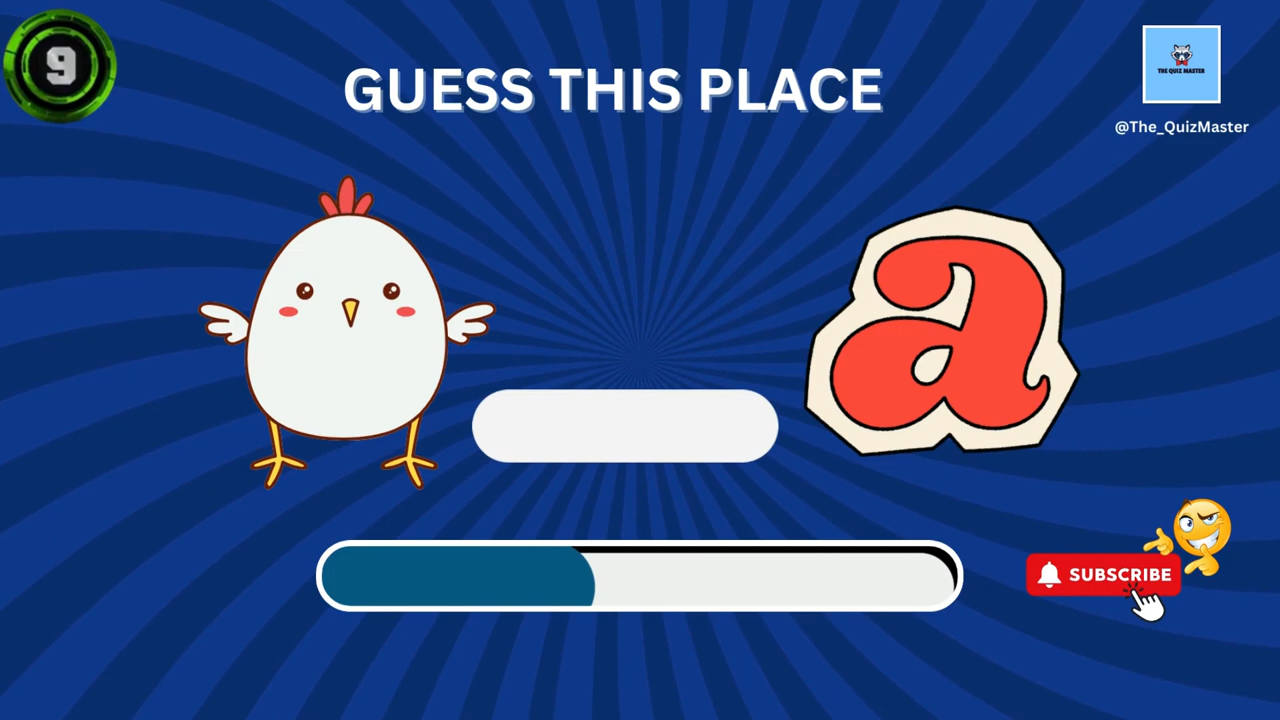 9
GUESS THIS PLACE
THE QUIZ MASTER
@The_QuizMaster
a
SUBSCRIBE